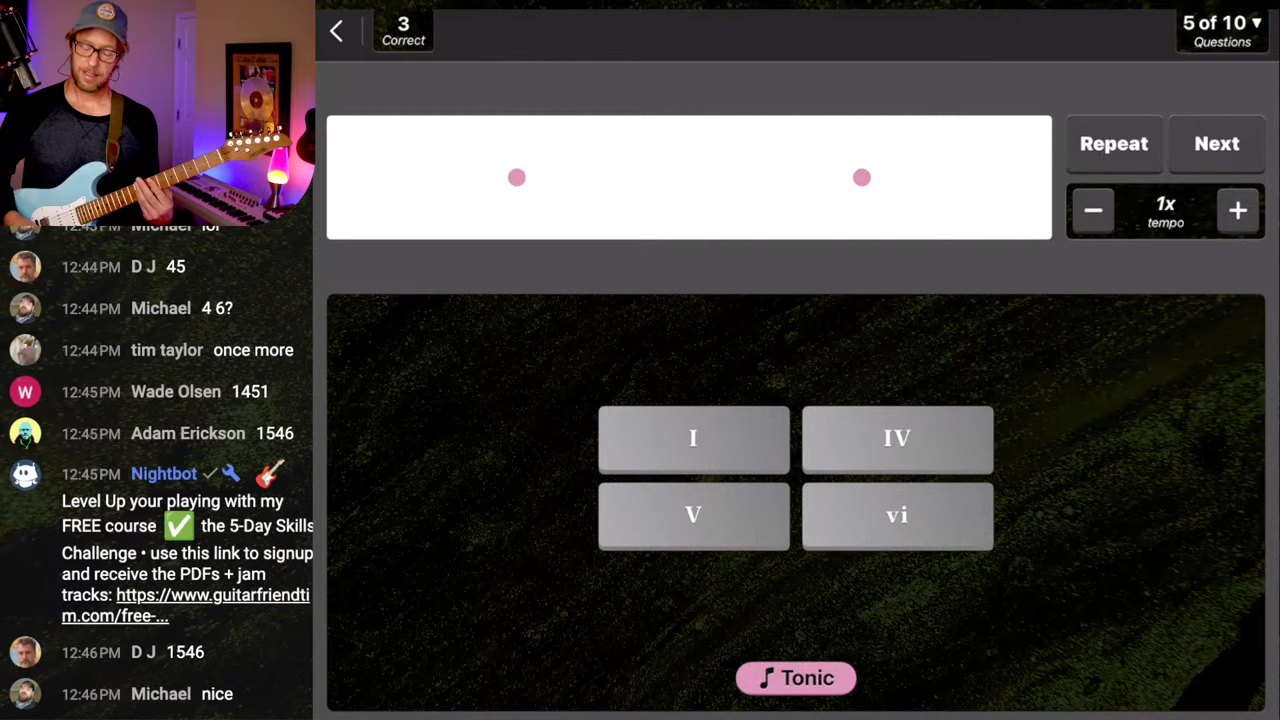 3
Correct
5 of 10 ▼
Questions
Repeat
Next
− 1x +
tempo
I
IV
V
vi
Tonic
12:43PM Michael lol
12:44PM D J 45
12:44PM Michael 4 6?
12:44PM tim taylor once more
W 12:45PM Wade Olsen 1451
12:45PM Adam Erickson 1546
12:45PM Nightbot
Level Up your playing with my
FREE course ✅ the 5-Day Skills
Challenge • use this link to signup
and receive the PDFs + jam
tracks: https://www.guitarfriendti
m.com/free-...
12:46PM D J 1546
12:46PM Michael nice